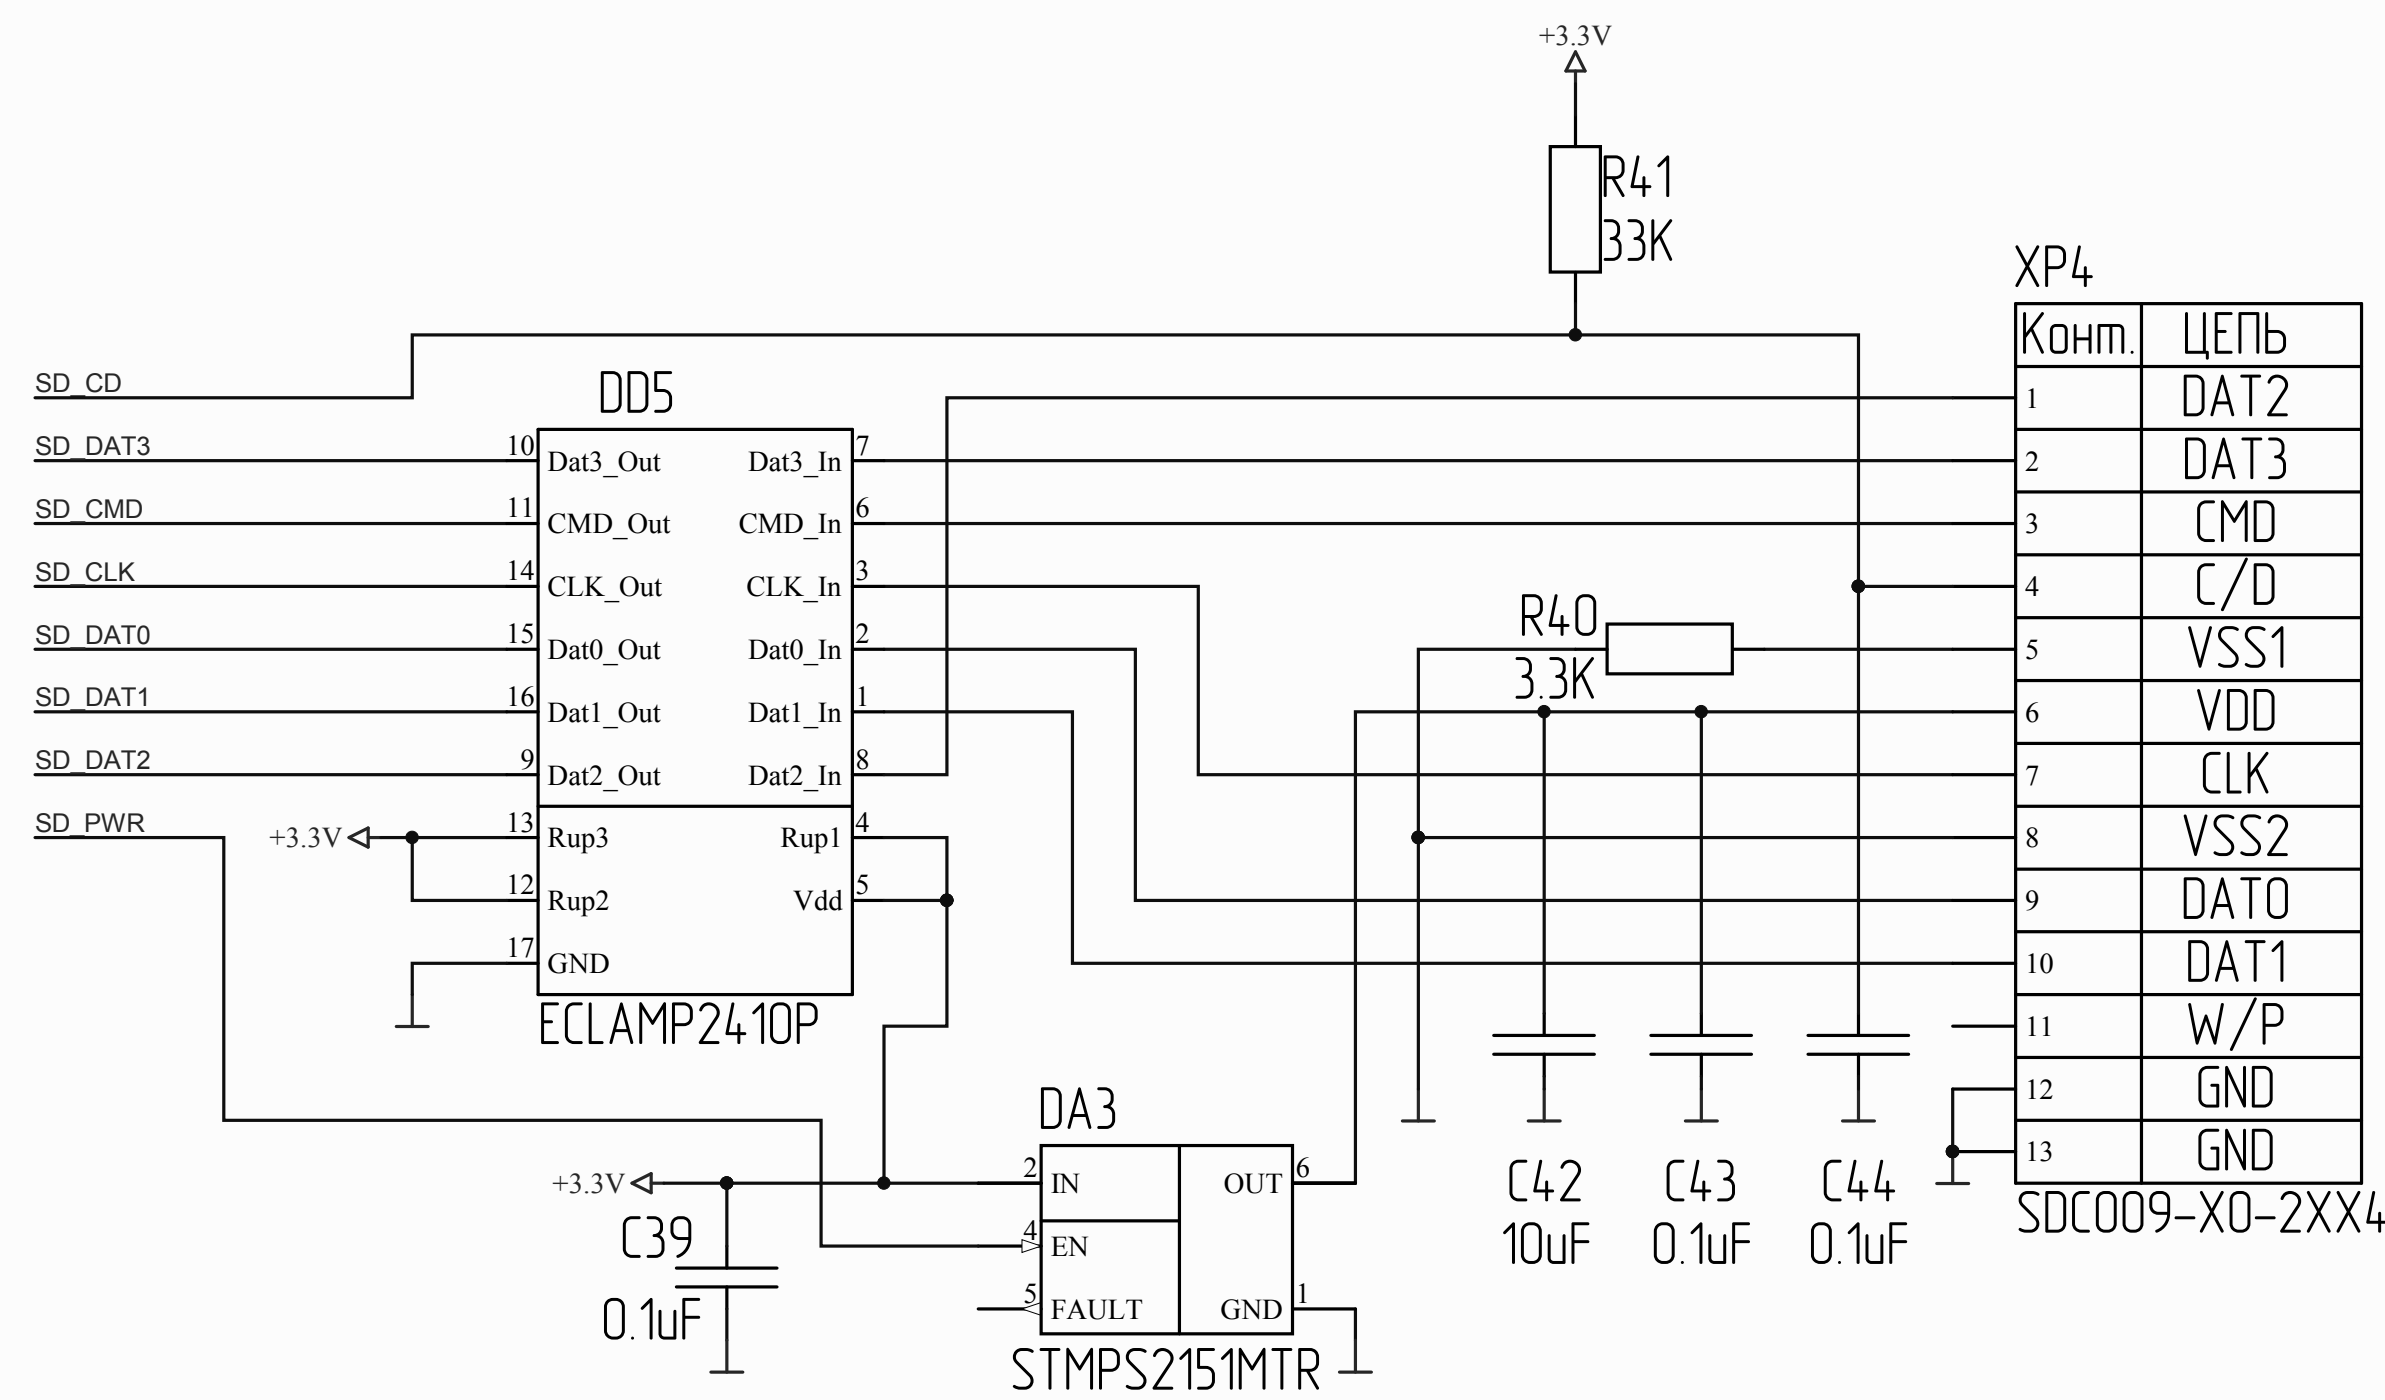 +3.3V
R41
33K
XP4
Конт. ЦЕПЬ
SD_CD
DD5
1 DAT2
SD_DAT3 10 Dat3_Out Dat3_In 7 2 DAT3
SD_CMD 11 CMD_Out CMD_In 6 3 CMD
SD_CLK 14 CLK_Out CLK_In 3 4 C/D
R40
SD_DAT0 15 Dat0_Out Dat0_In 2 5 VSS1
3.3K
SD_DAT1 16 Dat1_Out Dat1_In 1 6 VDD
SD_DAT2 9 Dat2_Out Dat2_In 8 7 CLK
SD_PWR +3.3V 13 Rup3 Rup1 4 8 VSS2
12 Rup2 Vdd 5 9 DAT0
17 GND 10 DAT1
ECLAMP2410P 11 W/P
DA3 12 GND
13 GND
+3.3V 2 IN OUT 6 C42 C43 C44
SDC009-X0-2XX4
C39 4 EN 10uF 0.1uF 0.1uF
0.1uF 5 FAULT GND 1
STMPS2151MTR